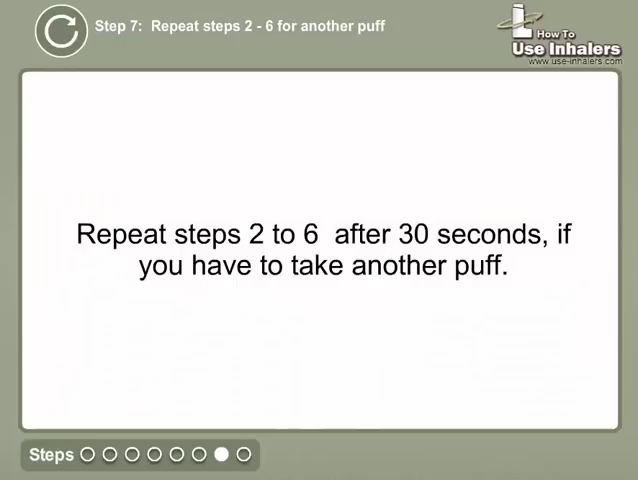 Step 7: Repeat steps 2 - 6 for another puff
How To
Use Inhalers
www.use-inhalers.com
Repeat steps 2 to 6 after 30 seconds, if
you have to take another puff.
Steps